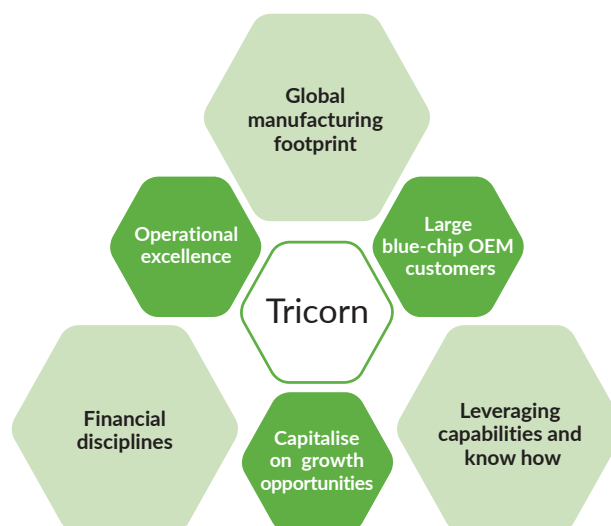 Global
manufacturing
footprint
Operational
excellence
Large
blue-chip OEM
customers
Tricorn
Financial
disciplines
Capitalise
on growth
opportunities
Leveraging
capabilities and
know how